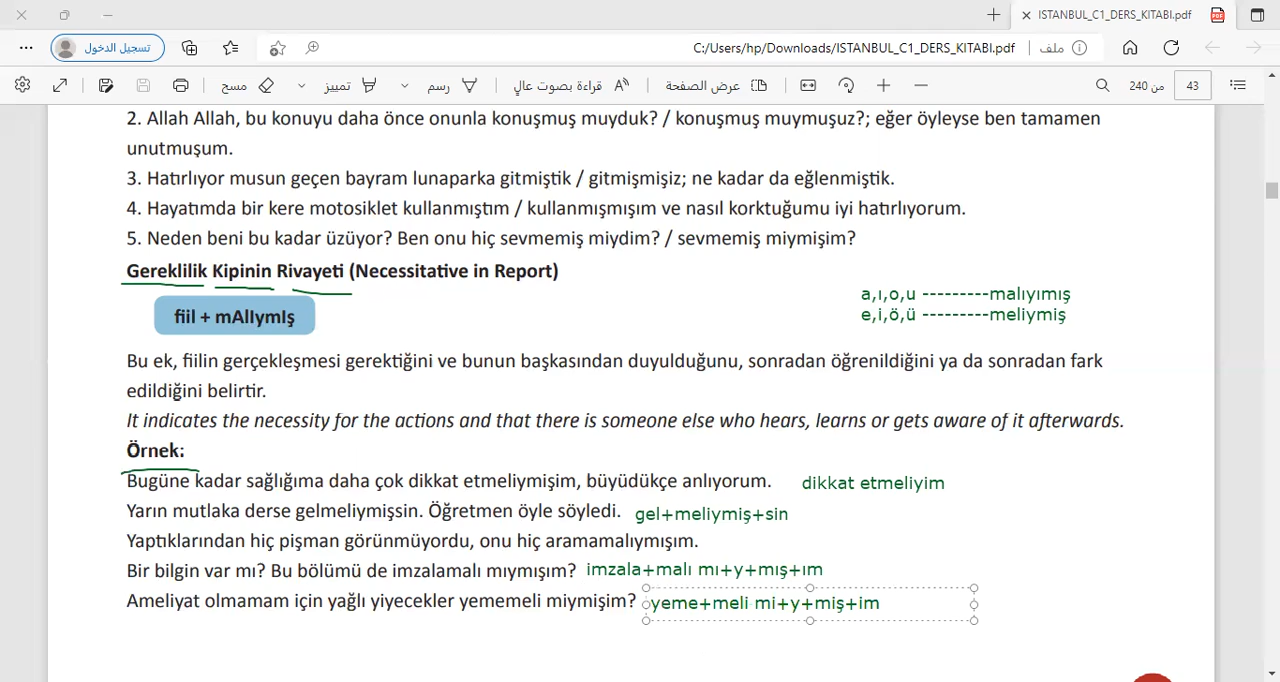 ISTANBUL_C1_DERS_KITABI.pdf
تسجيل الدخول
C:/Users/hp/Downloads/ISTANBUL_C1_DERS_KITABI.pdf
ملف
مسح
تمييز
رسم
قراءة بصوت عالٍ
عرض الصفحة
240 من
43
2. Allah Allah, bu konuyu daha önce onunla konuşmuş muyduk? / konuşmuş muymuşuz?; eğer öyleyse ben tamamen
unutmuşum.
3. Hatırlıyor musun geçen bayram lunaparka gitmiştik / gitmişmişiz; ne kadar da eğlenmiştik.
4. Hayatımda bir kere motosiklet kullanmıştım / kullanmışmışım ve nasıl korktuğumu iyi hatırlıyorum.
5. Neden beni bu kadar üzüyor? Ben onu hiç sevmemiş miydim? / sevmemiş miymişim?
Gereklilik Kipinin Rivayeti (Necessitative in Report)
a,ı,o,u ---------malıyımış
fiil + mAlIymIş
e,i,ö,ü ---------meliymiş
Bu ek, fiilin gerçekleşmesi gerektiğini ve bunun başkasından duyulduğunu, sonradan öğrenildiğini ya da sonradan fark
edildiğini belirtir.
It indicates the necessity for the actions and that there is someone else who hears, learns or gets aware of it afterwards.
Örnek:
Bugüne kadar sağlığıma daha çok dikkat etmeliymişim, büyüdükçe anlıyorum. dikkat etmeliyim
Yarın mutlaka derse gelmeliymişsin. Öğretmen öyle söyledi. gel+meliymiş+sin
Yaptıklarından hiç pişman görünmüyordu, onu hiç aramamalıymışım.
Bir bilgin var mı? Bu bölümü de imzalamalı mıymışım? imzala+malı mı+y+mış+ım
Ameliyat olmamam için yağlı yiyecekler yememeli miymişim? yeme+meli mi+y+miş+im